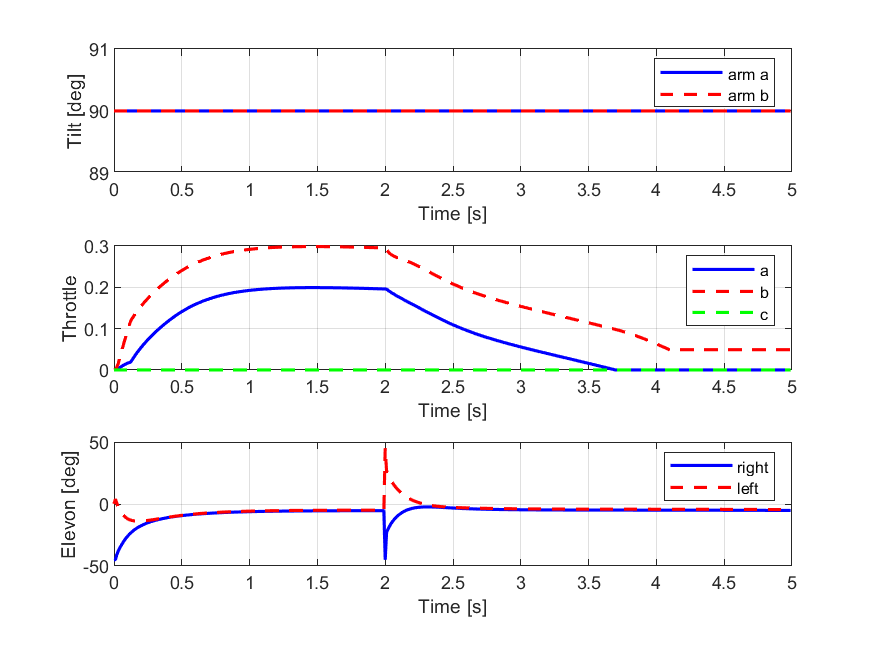 91
90
89
Tilt [deg]
arm a
arm b
0 0.5 1 1.5 2 2.5 3 3.5 4 4.5 5
Time [s]
0.3
0.2
0.1
0
Throttle
a
b
c
0 0.5 1 1.5 2 2.5 3 3.5 4 4.5 5
Time [s]
50
0
-50
Elevon [deg]
right
left
0 0.5 1 1.5 2 2.5 3 3.5 4 4.5 5
Time [s]